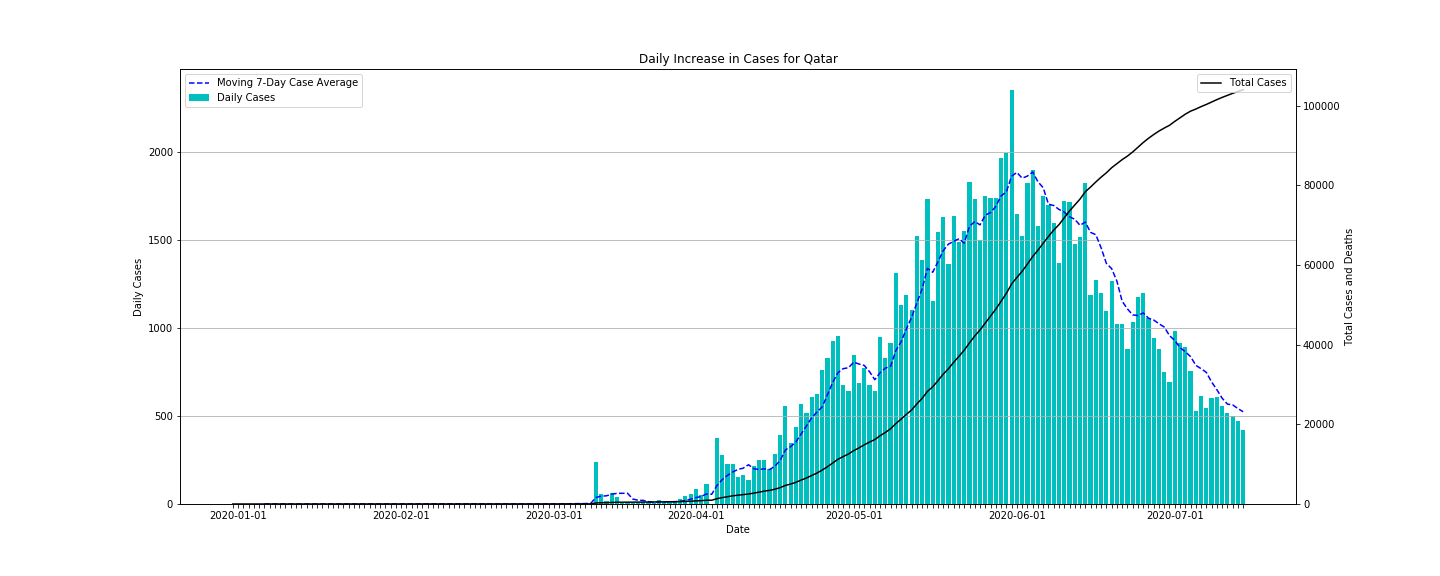 Daily Increase in Cases for Qatar
Moving 7-Day Case Average
Daily Cases
Total Cases
2000
1500
1000
500
0
Daily Cases
100000
80000
60000
40000
20000
0
Total Cases and Deaths
2020-01-01
2020-02-01
2020-03-01
2020-04-01
2020-05-01
2020-06-01
2020-07-01
Date